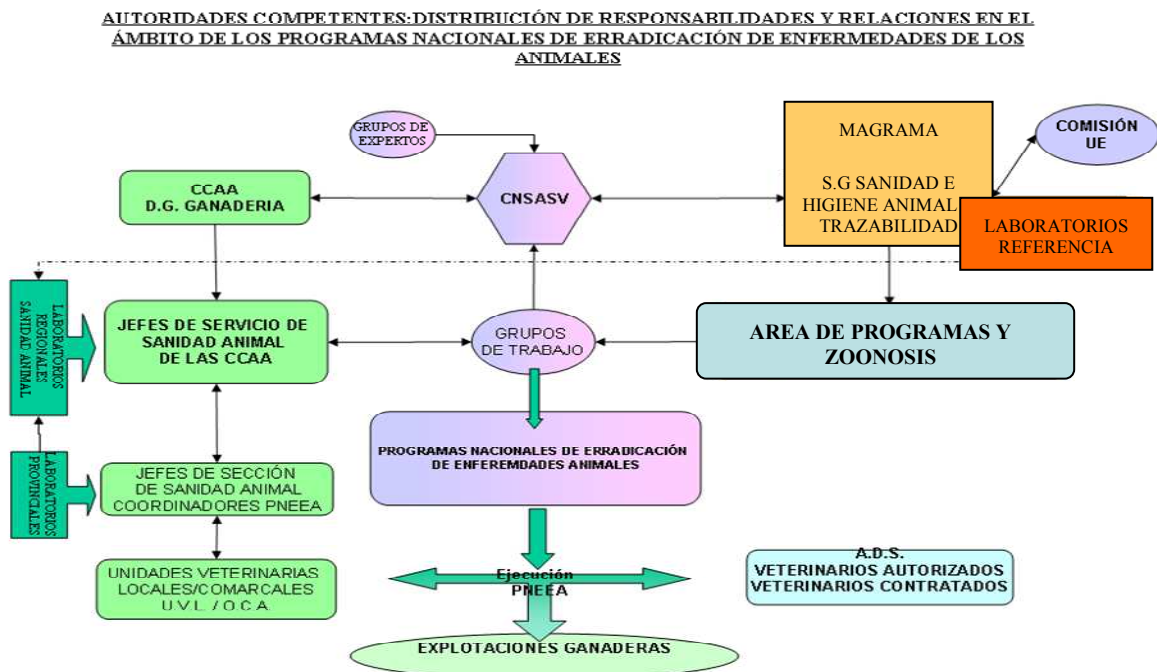 AUTORIDADES COMPETENTES:DISTRIBUCIÓN DE RESPONSABILIDADES Y RELACIONES EN EL
ÁMBITO DE LOS PROGRAMAS NACIONALES DE ERRADICACIÓN DE ENFERMEDADES DE LOS
ANIMALES
GRUPOS DE
EXPERTOS
MAGRAMA
S.G SANIDAD E
HIGIENE ANIMAL
TRAZABILIDAD
COMISIÓN
UE
CCAA
D.G. GANADERIA
CNSASV
LABORATORIOS
REFERENCIA
LABORATORIOS
REGIONALES
SANIDAD ANIMAL
JEFES DE SERVICIO DE
SANIDAD ANIMAL
DE LAS CCAA
GRUPOS
DE TRABAJO
AREA DE PROGRAMAS Y
ZOONOSIS
PROGRAMAS NACIONALES DE ERRADICACIÓN
DE ENFEREMDADES ANIMALES
LABORATORIOS
PROVINCIALES
JEFES DE SECCIÓN
DE SANIDAD ANIMAL
COORDINADORES PNEEA
UNIDADES VETERINARIAS
LOCALES/COMARCALES
U.V.L. / O.C.A.
Ejecución
PNEEA
A.D.S.
VETERINARIOS AUTORIZADOS
VETERINARIOS CONTRATADOS
EXPLOTACIONES GANADERAS